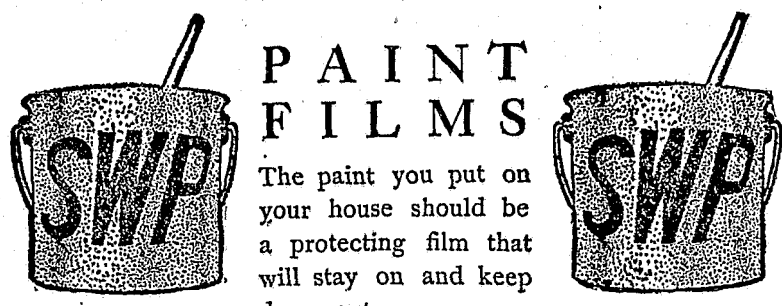 PAINT
FILMS
SWP
SWP
The paint you put on
your house should be
a protecting film that
will stay on and keep